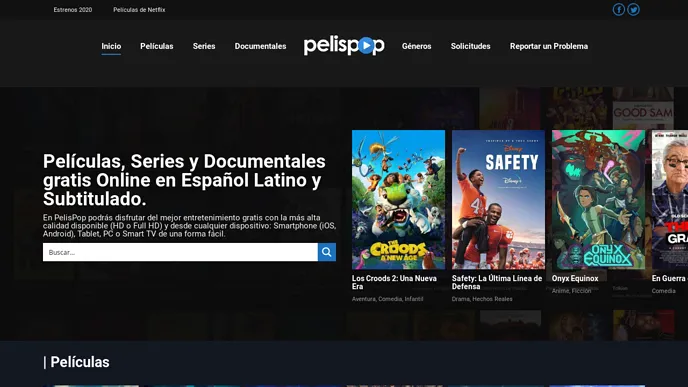 Estrenos 2020 Películas de Netflix
Inicio Películas Series Documentales pelispop Géneros Solicitudes Reportar un Problema
GOOD SAM
Películas, Series y Documentales
gratis Online en Español Latino y
Subtitulado.
En PelisPop podrás disfrutar del mejor entretenimiento gratis con la más alta
calidad disponible (HD o Full HD) y desde cualquier dispositivo: Smartphone (iOS,
Android), Tablet, PC o Smart TV de una forma fácil.
Buscar...
THE
CROODS
A NEW AGE
Disney
SAFETY
Disney+
ONYX
EQUINOX
THE
GRA
Los Croods 2: Una Nueva
Era
Aventura, Comedia, Infantil
Safety: La Última Línea de
Defensa
Drama, Hechos Reales
Onyx Equinox
Anime, Ficción
En Guerra
Comedia
| Películas